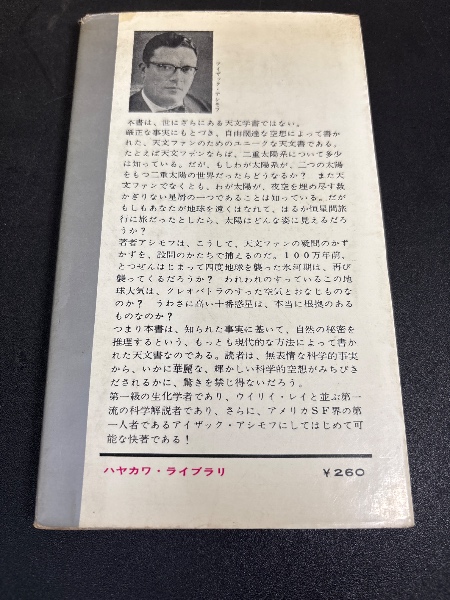 アイザック・アシモフ
本書は、世にざらにある天文学書ではない。
厳正な事実にもとづき、自由闊達な空想によって書か
れた、天文ファンのためのユニークな天文書である。
たとえば天文ファンならば、二重太陽系について多少
は知っている。だが、もしわが太陽系が、二つの太陽
をもつ二重太陽の世界だったらどうか? また天
文ファンでなくとも、わが太陽が、夜空を埋め尽す数
かぎりない星屑の一つであることは知っている。だが
もしもあなたが地球を遠くはなれて、はるか恒星間旅
行に旅だったとしたら、太陽はどんな姿に見えるだろ
うか?
著者アシモフは、こうして、天文ファンの疑問のかず
かずを、設問のかたちで捕えるのだ。100万年前、
とつぜんはじまって四度地球を襲った氷河期は、再び
襲ってくるだろうか? われわれのすっているこの地
球大気は、クレオパトラのすった空気とおなじものな
のか? うわさに高い十番惑星は、本当に根拠のある
ものなのか?
つまり本書は、知られた事実に基いて、自然の秘密を
推理するという、もっとも現代的な方法によって書か
れた天文書なのである。読者は、無表情な科学的事実
から、いかに華麗な、輝かしい科学的空想がみちびき
だされるかに、驚きを禁じ得ないだろう。
第一級の生化学者であり、ウイリイ・レイと並ぶ第一
流の科学解説者であり、さらに、アメリカSF界の第
一人者であるアイザック・アシモフにしてはじめて可
能な快著である!
ハヤカワ・ライブラリ
¥260